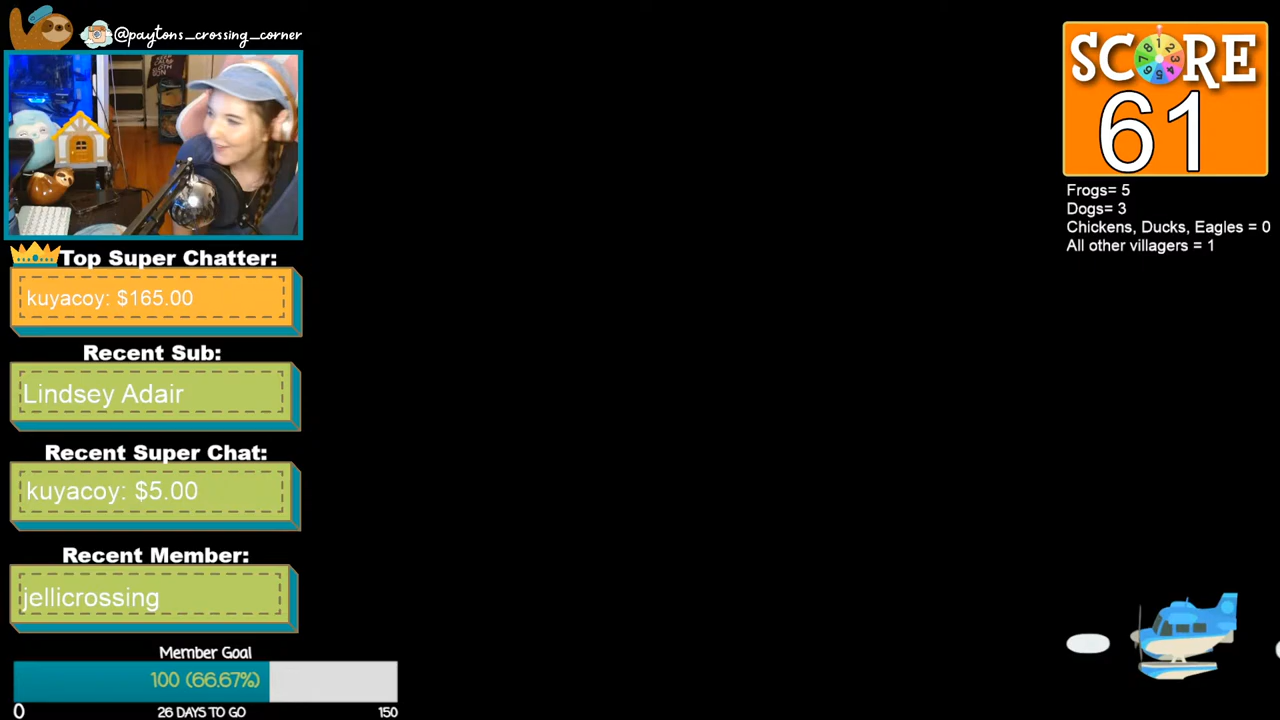 @paytons_crossing_corner
SCORE
61
Frogs= 5
Dogs= 3
Chickens, Ducks, Eagles = 0
All other villagers = 1
Top Super Chatter:
kuyacoy: $165.00
Recent Sub:
Lindsey Adair
Recent Super Chat:
kuyacoy: $5.00
Recent Member:
jellicrossing
Member Goal
100 (66.67%)
0
26 DAYS TO GO
150